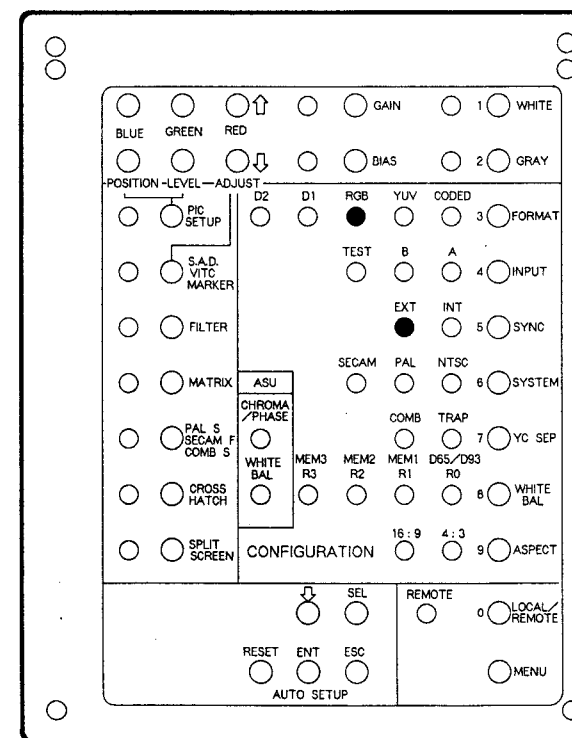 GAIN 1 WHITE
BLUE GREEN RED
BIAS 2 GRAY
POSITION LEVEL ADJUST
D2 D1 RGB YUV CODED
PIC SETUP 3 FORMAT
TEST B A
S.A.D. VITC MARKER 4 INPUT
EXT INT
FILTER 5 SYNC
SECAM PAL NTSC
MATRIX ASU 6 SYSTEM
CHROMA /PHASE COMB TRAP
PAL S SECAM F COMB S 7 YC SEP
WHITE BAL MEM3 R3 MEM2 R2 MEM1 R1 D65/D93 R0
CROSS HATCH 8 WHITE BAL
16:9 4:3
SPLIT SCREEN CONFIGURATION 9 ASPECT
SEL REMOTE
0 LOCAL/ REMOTE
RESET ENT ESC
MENU
AUTO SETUP